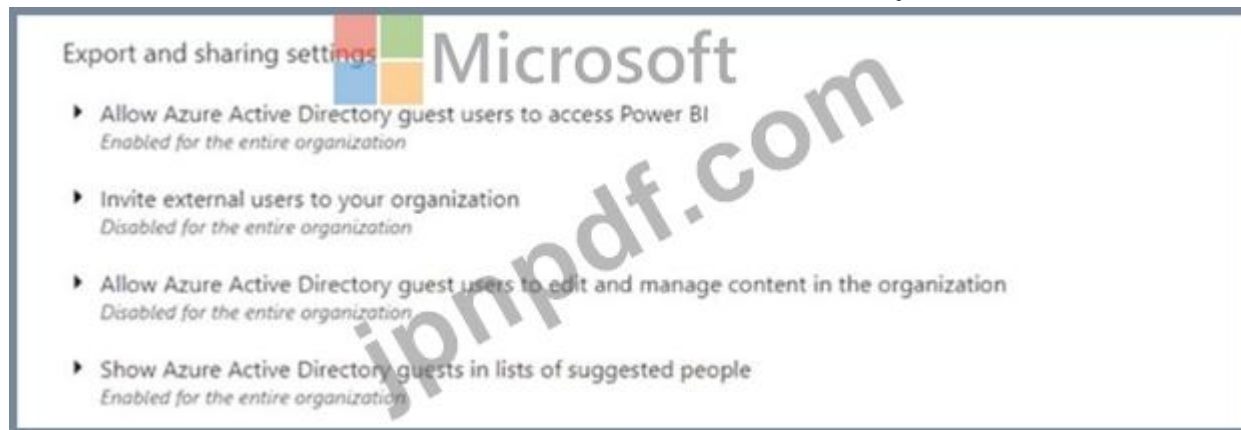 Export and sharing settings
Microsoft
Allow Azure Active Directory guest users to access Power BI
Enabled for the entire organization
Invite external users to your organization
Disabled for the entire organization
Allow Azure Active Directory guest users to edit and manage content in the organization
Disabled for the entire organization
Show Azure Active Directory guests in lists of suggested people
Enabled for the entire organization
jpnpdf.com